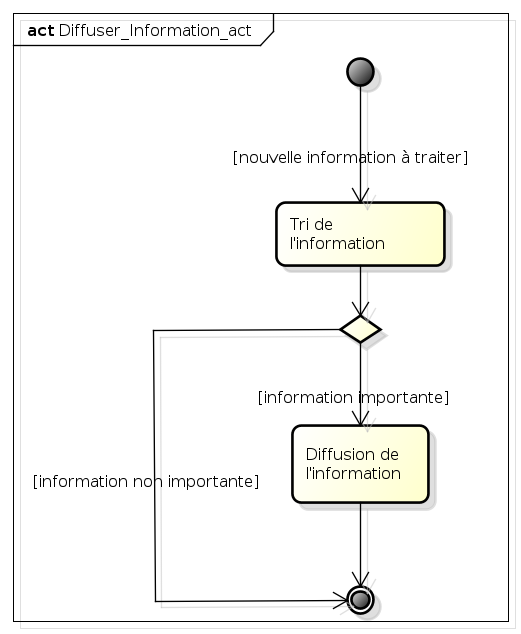 act Diffuser_Information_act
[nouvelle information à traiter]
Tri de
l'information
[information importante]
Diffusion de
l'information
[information non importante]